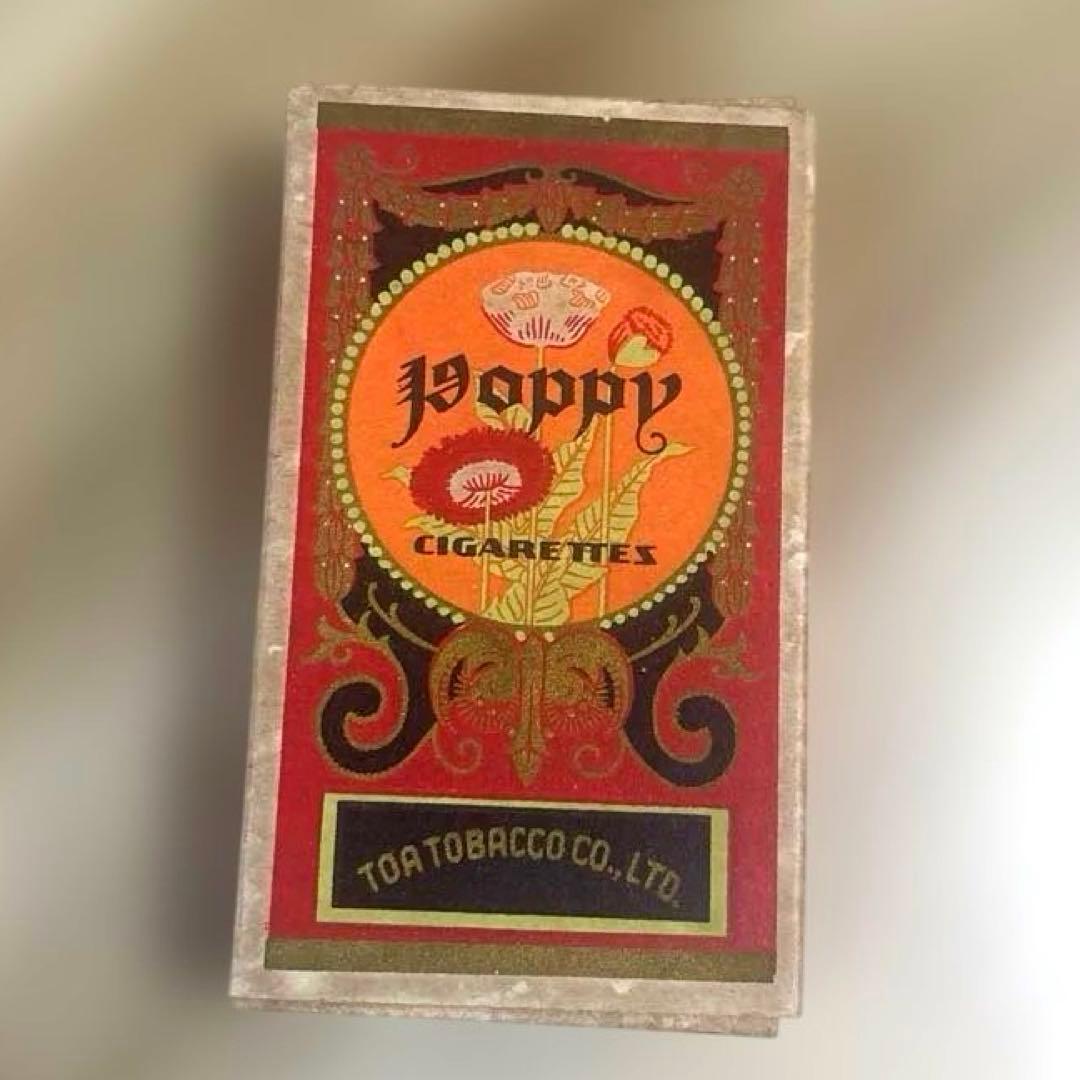 Poppy
CIGARETTES
TOA TOBACCO CO., LTD.